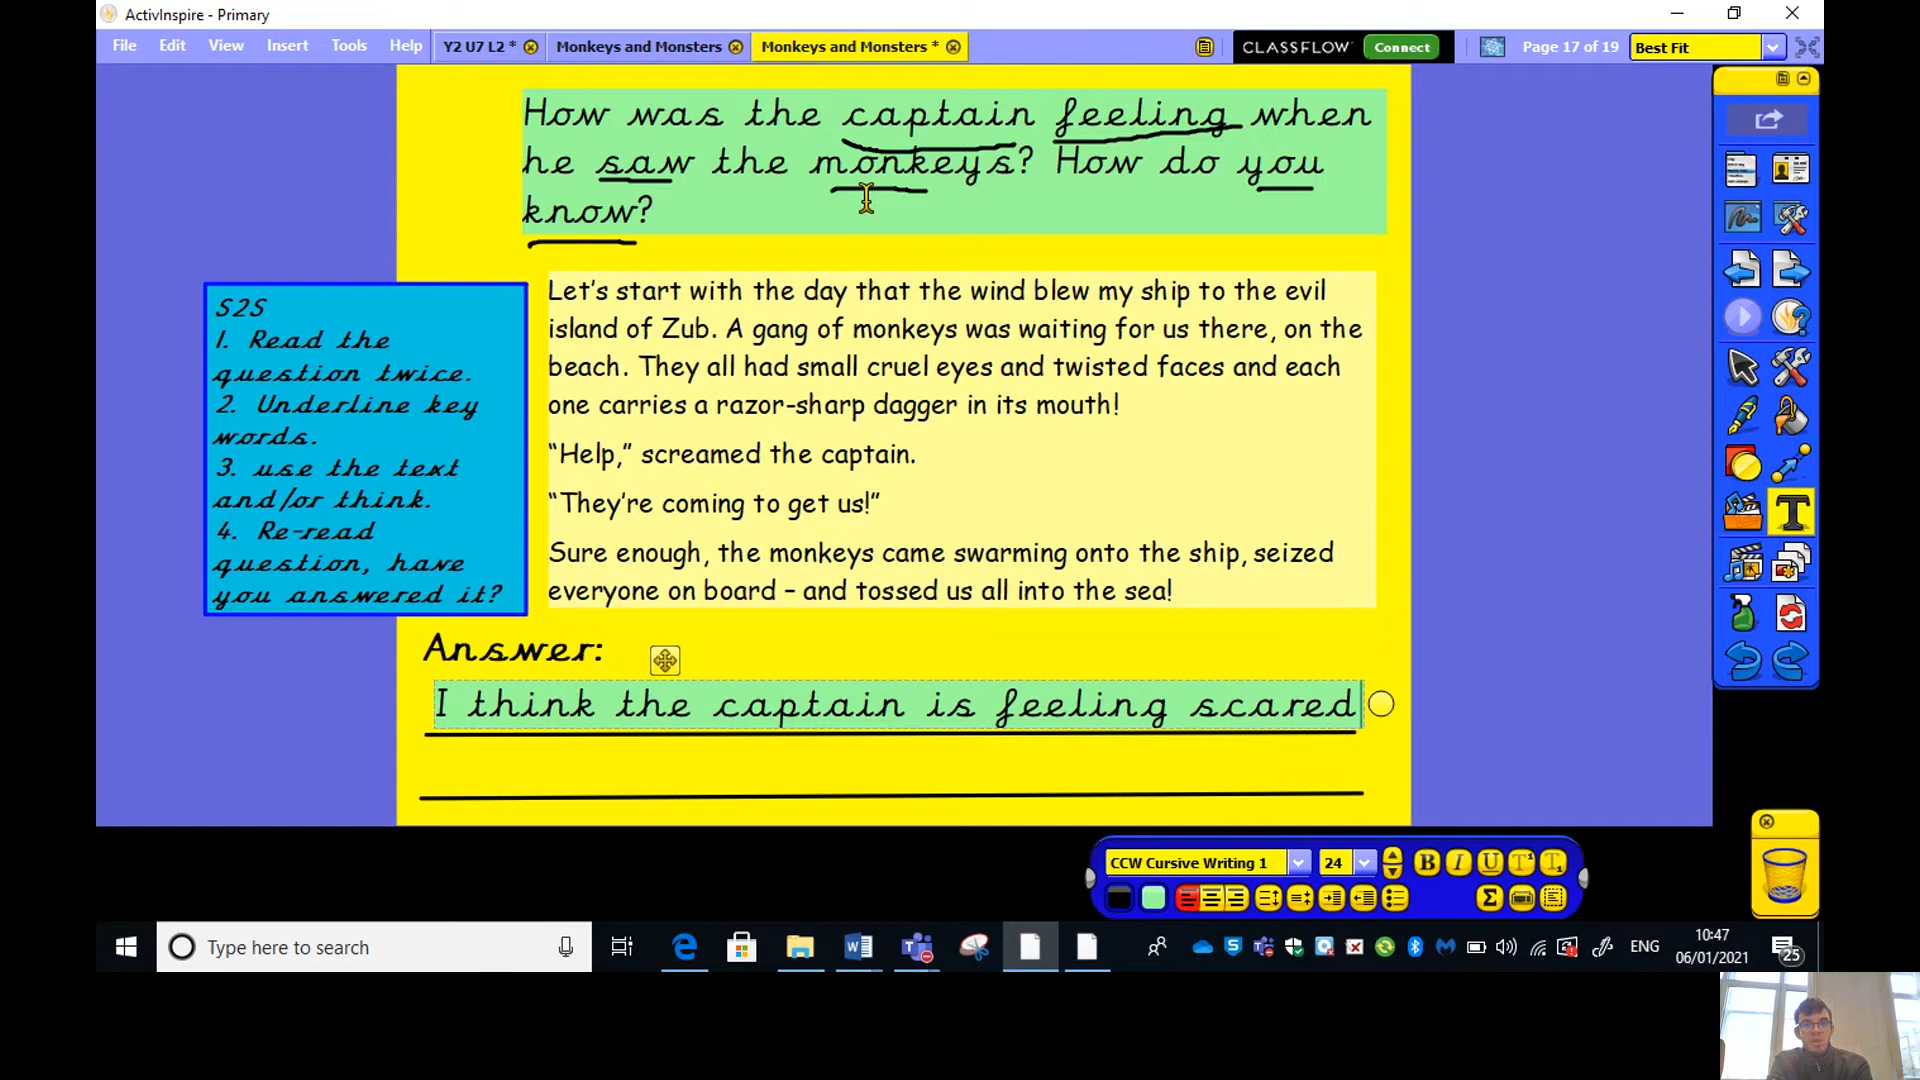 ActivInspire - Primary
File Edit View Insert Tools Help
Y2 U7 L2 * Monkeys and Monsters Monkeys and Monsters *
CLASSFLOW Connect
Page 17 of 19 Best Fit
How was the captain feeling when
he saw the monkeys? How do you
know?
S2S
1. Read the
question twice.
2. Underline key
words.
3. use the text
and/or think.
4. Re-read
question, have
you answered it?
Let's start with the day that the wind blew my ship to the evil
island of Zub. A gang of monkeys was waiting for us there, on the
beach. They all had small cruel eyes and twisted faces and each
one carries a razor-sharp dagger in its mouth!
“Help,” screamed the captain.
“They're coming to get us!”
Sure enough, the monkeys came swarming onto the ship, seized
everyone on board – and tossed us all into the sea!
Answer:
I think the captain is feeling scared
CCW Cursive Writing 1 24
B I U T¹ T₁
Type here to search
ENG
10:47
06/01/2021
25